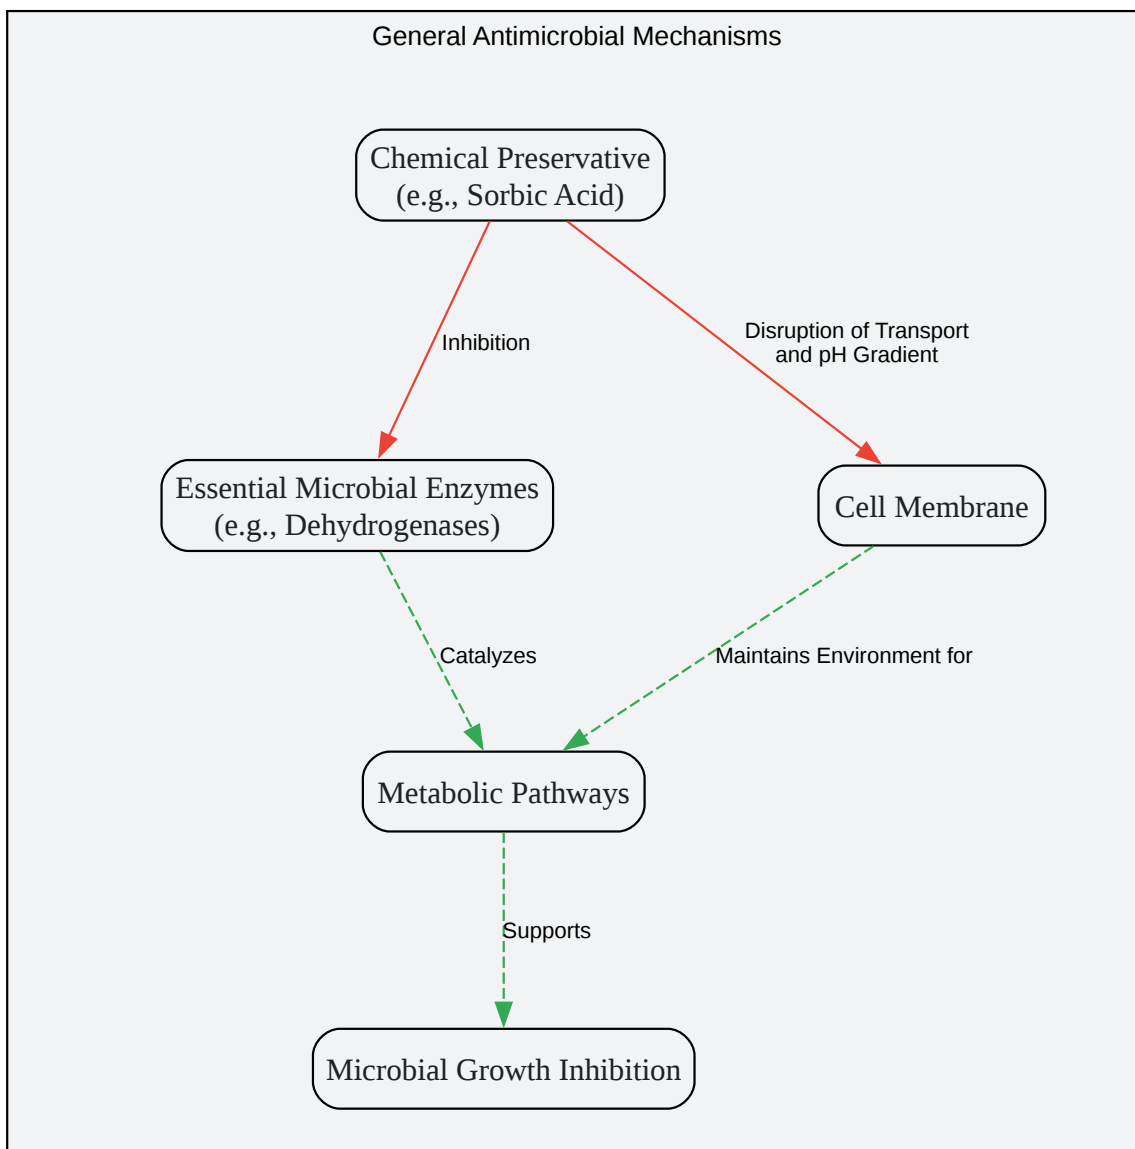 General Antimicrobial Mechanisms
Chemical Preservative
(e.g., Sorbic Acid)
Inhibition
Disruption of Transport
and pH Gradient
Essential Microbial Enzymes
(e.g., Dehydrogenases)
Cell Membrane
Catalyzes
Maintains Environment for
Metabolic Pathways
Supports
Microbial Growth Inhibition